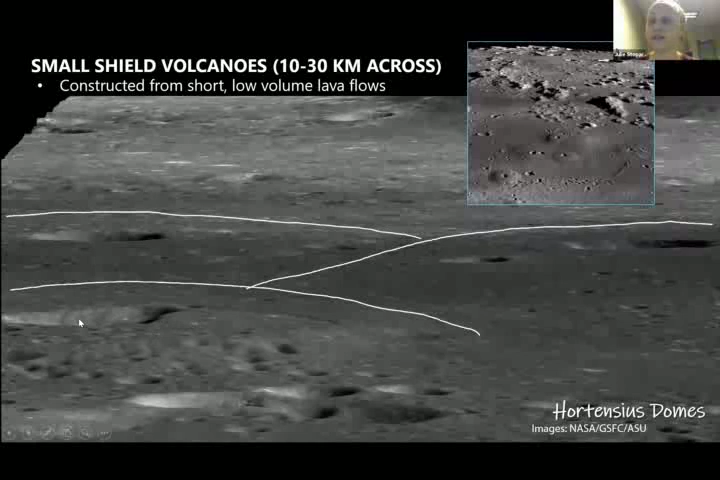 SMALL SHIELD VOLCANOES (10-30 KM ACROSS)
• Constructed from short, low volume lava flows
Hortensius Domes
Images: NASA/GSFC/ASU